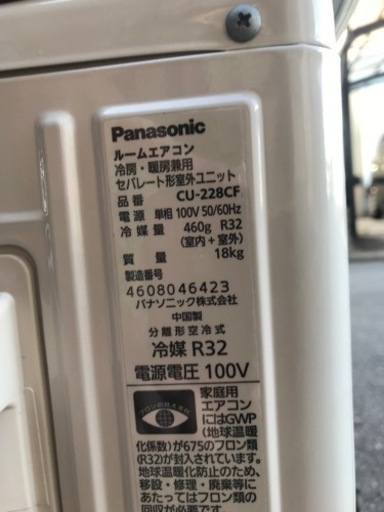 Panasonic
ルームエアコン
冷房・暖房兼用
セパレート形室外ユニット
品番 CU-228CF
電源 単相 100V 50/60Hz
冷媒量 460g R32
(室内+室外)
質量 18kg
製造番号
4608046423
パナソニック株式会社
中国製
分離形空冷式
冷媒 R32
電源電圧 100V
家庭用
エアコン
にはGWP
(地球温暖
化係数)が675のフロン類
(R32)が封入されています。
地球温暖化防止のため、
移設・修理・廃棄等に
あたってはフロン類の
回収が必要です。